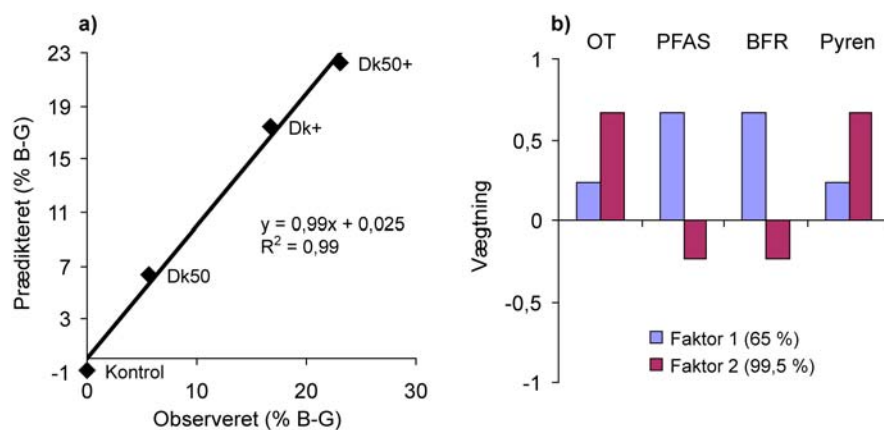 a)
23
19
15
11
7
3
-1
Prædikteret (% B-G)
Dk50+
Dk+
y = 0,99x + 0,025
R² = 0,99
Dk50
Kontrol
0
10
20
30
Observeret (% B-G)
b)
OT PFAS BFR Pyren
1
0,5
0
-0,5
-1
Vægtning
Faktor 1 (65 %)
Faktor 2 (99,5 %)